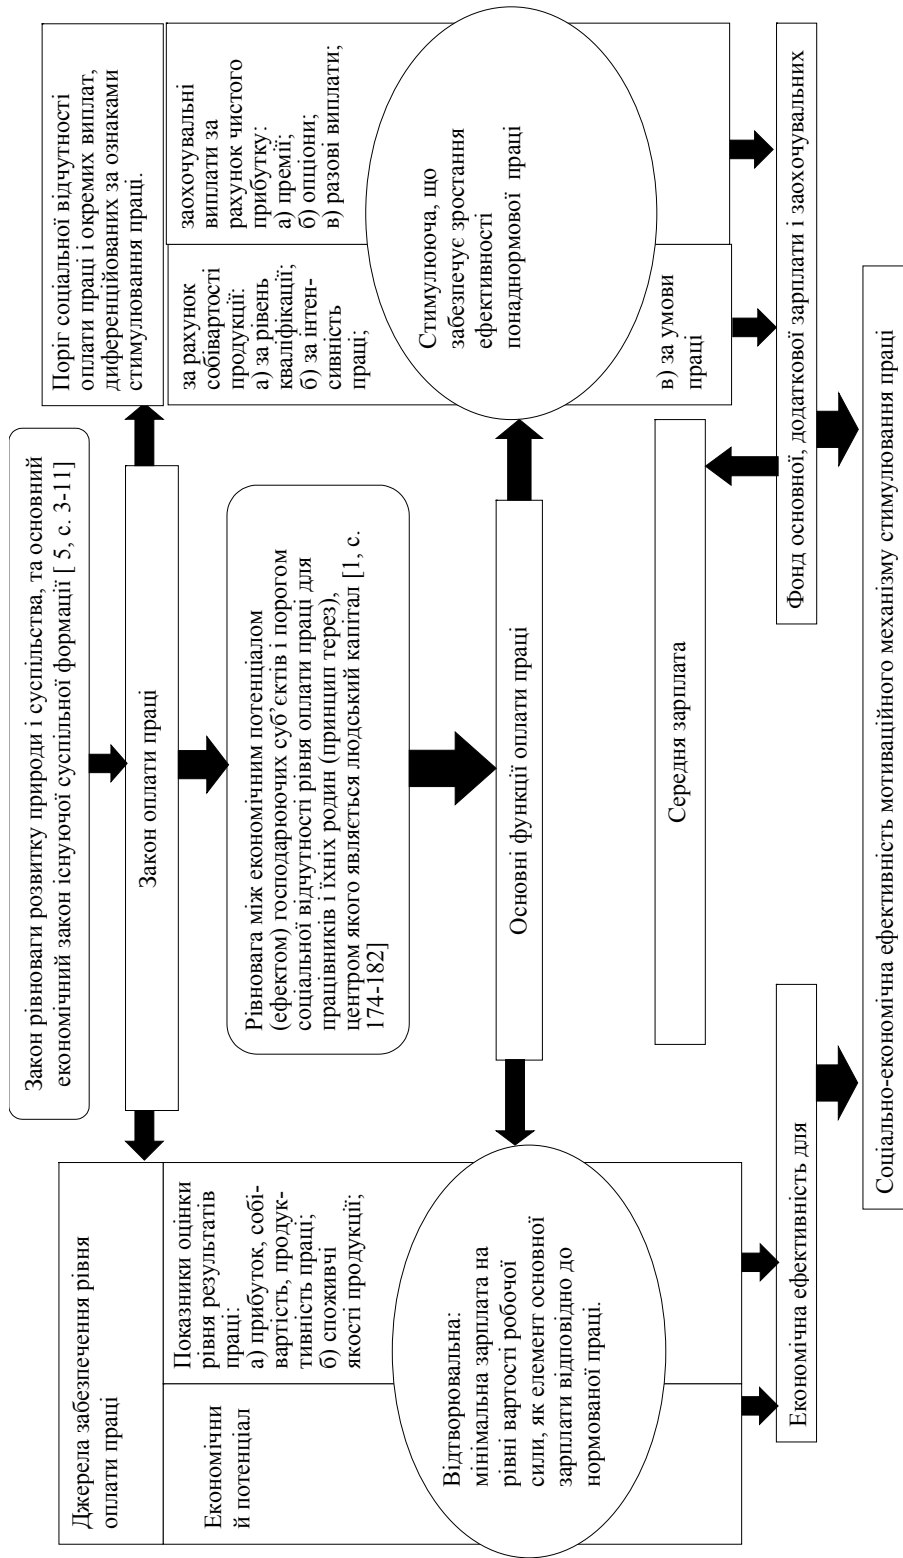 Закон рівноваги розвитку природи і суспільства, та основний
економічний закон існуючої суспільної формації [ 5, с. 3-11]
Джерела забезпечення рівня
оплати праці
Закон оплати праці
Поріг соціальної відчутності
оплати праці і окремих виплат,
диференційованих за ознаками
стимулювання праці.
Економічни
й потенціал
Показники оцінки
рівня результатів
праці:
а) прибуток, собі-
вартість, продук-
тивність праці;
б) споживчі
якості продукції;
Рівновага між економічним потенціалом
(ефектом) господарюючих суб’єктів і порогом
соціальної відчутності рівня оплати праці для
працівників і їхніх родин (принцип терез),
центром якого являється людський капітал [1, с.
174-182]
за рахунок
собівартості
продукції:
а) за рівень
кваліфікації;
б) за інтен-
сивність
праці;
заохочувальні
виплати за
рахунок чистого
прибутку:
а) премії;
б) опціони;
в) разові виплати;
Відтворювальна:
мінімальна зарплата на
рівні вартості робочої
сили, як елемент основної
зарплати відповідно до
нормованої праці.
Основні функції оплати праці
Стимулююча, що
забезпечує зростання
ефективності
понаднормової праці
в) за умови
праці
Середня зарплата
Економічна ефективність для
Фонд основної, додаткової зарплати і заохочувальних
Соціально-економічна ефективність мотиваційного механізму стимулювання праці